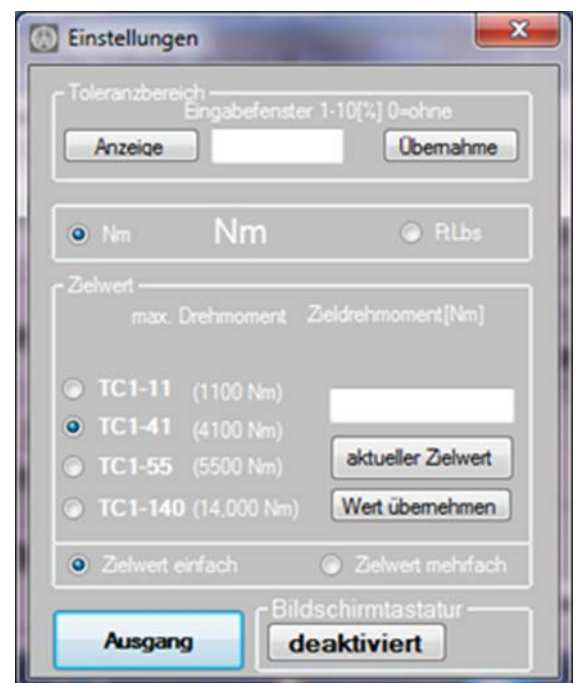 Einstellungen
Toleranzbereich
Eingabefenster 1-10[%] 0=ohne
Anzeige
Übernahme
Nm Nm Ft.Lbs
Zielwert
max. Drehmoment Zieldrehmoment[Nm]
TC1-11 (1100 Nm)
TC1-41 (4100 Nm)
aktueller Zielwert
TC1-55 (5500 Nm)
TC1-140 (14,000 Nm)
Wert übernehmen
Zielwert einfach Zielwert mehrfach
Bildschirmtastatur
Ausgang
deaktiviert